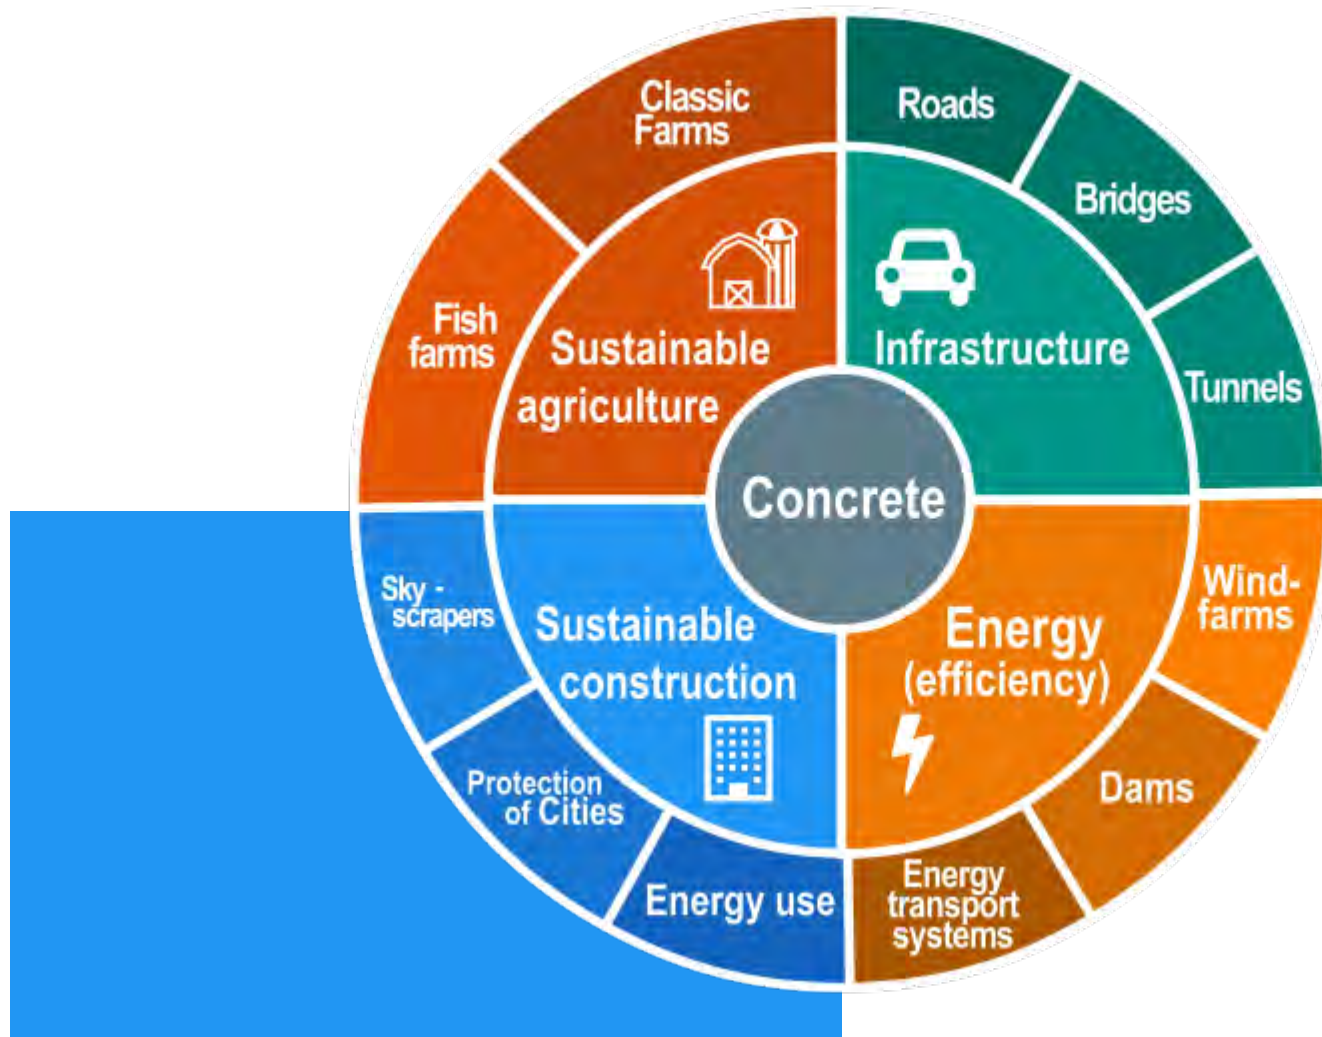 Classic
Farms
Roads
Bridges
Fish
farms
Sustainable
agriculture
Infrastructure
Tunnels
Concrete
Sky -
scrapers
Sustainable
construction
Energy
(efficiency)
Wind-
farms
Protection
of Cities
Dams
Energy use
Energy
transport
systems